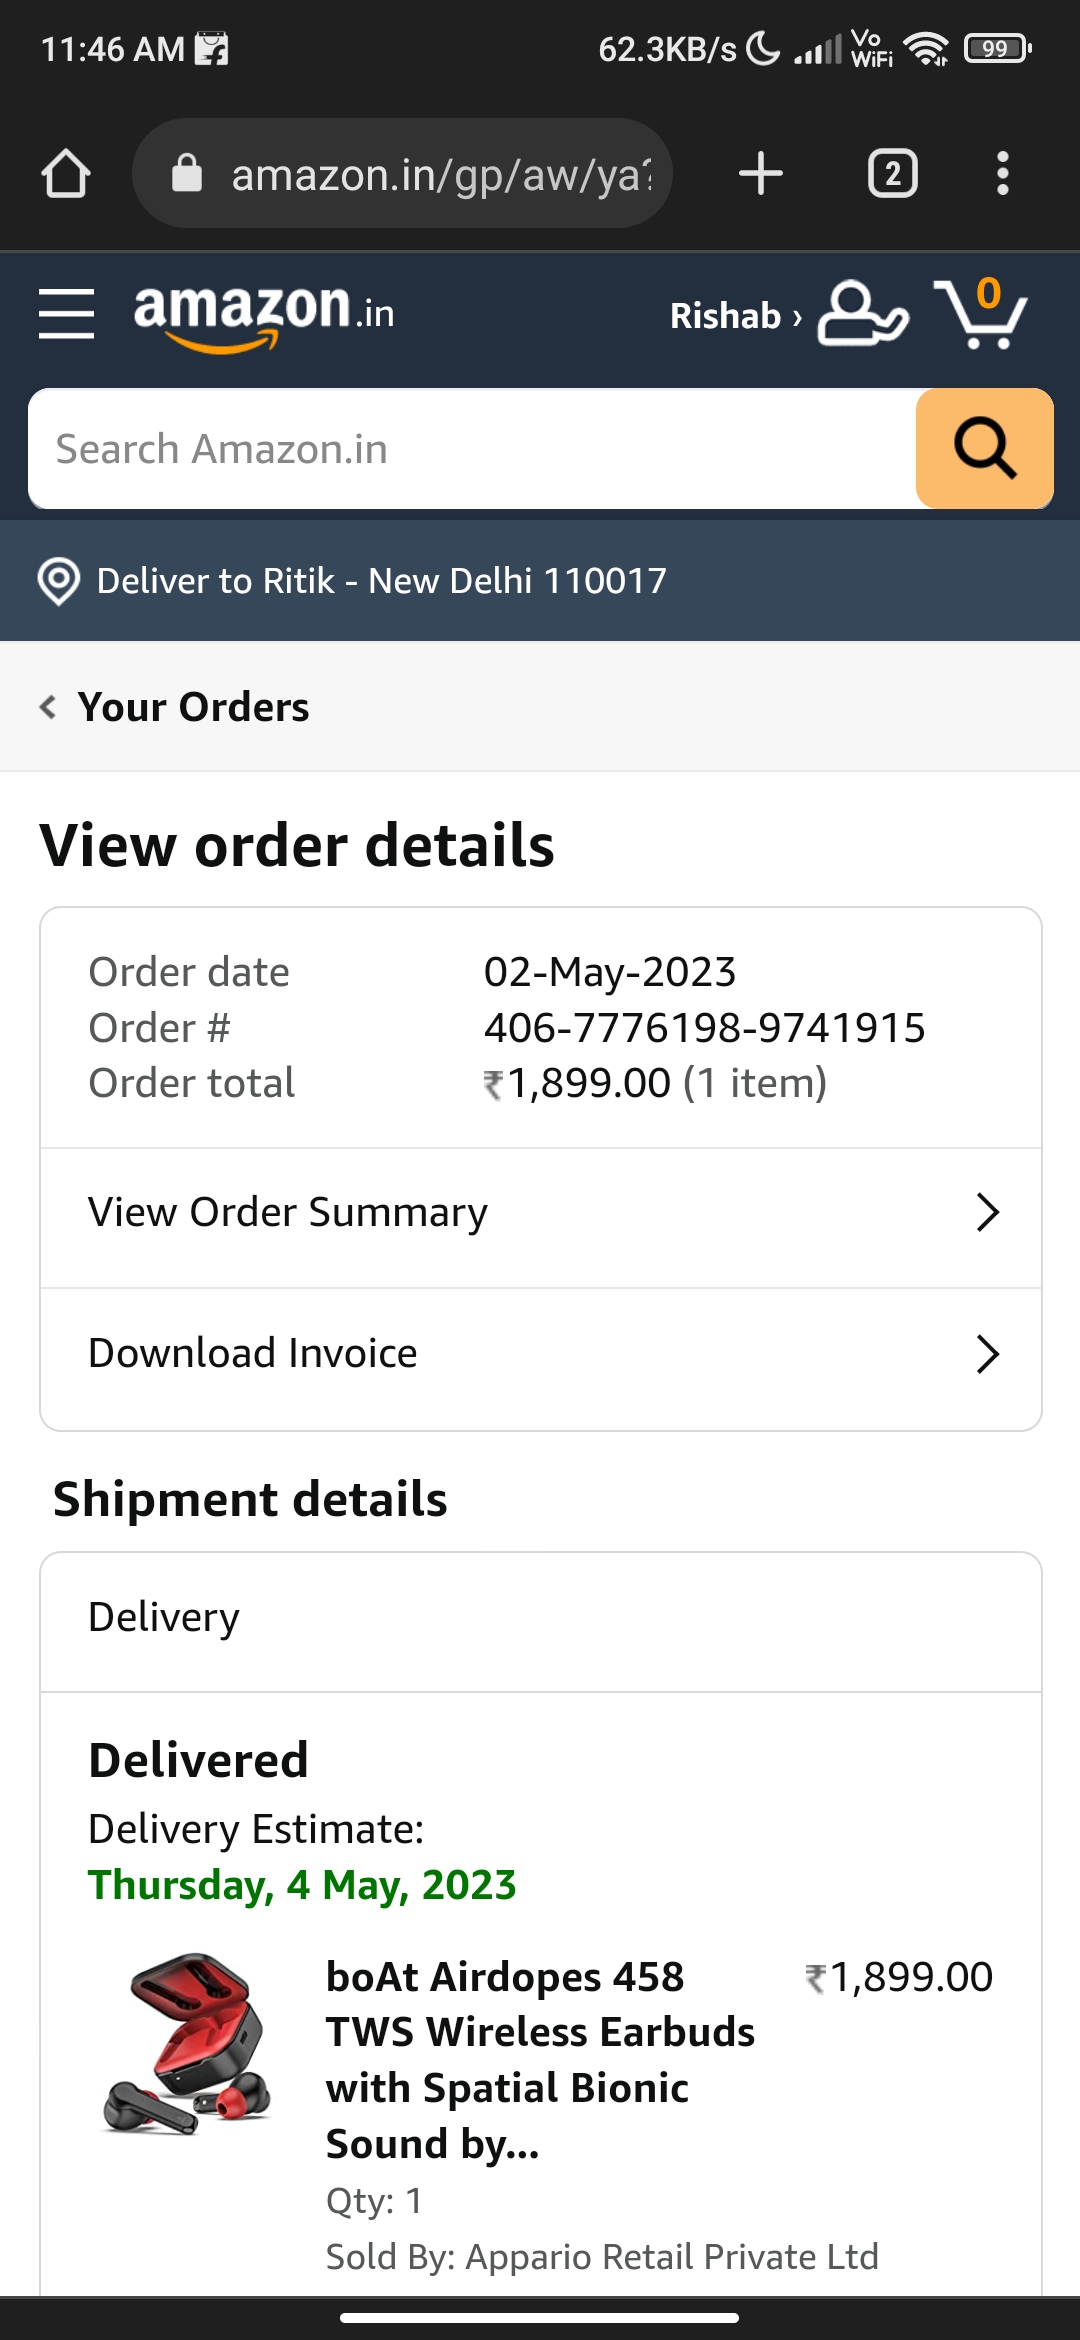 11:46 AM 62.3KB/s Vo WiFi 99
amazon.in/gp/aw/ya? 2
amazon.in Rishab › 0
Search Amazon.in
Deliver to Ritik - New Delhi 110017
Your Orders
View order details
Order date 02-May-2023
Order # 406-7776198-9741915
Order total ₹1,899.00 (1 item)
View Order Summary
Download Invoice
Shipment details
Delivery
Delivered
Delivery Estimate:
Thursday, 4 May, 2023
boAt Airdopes 458 ₹1,899.00
TWS Wireless Earbuds
with Spatial Bionic
Sound by...
Qty: 1
Sold By: Appario Retail Private Ltd